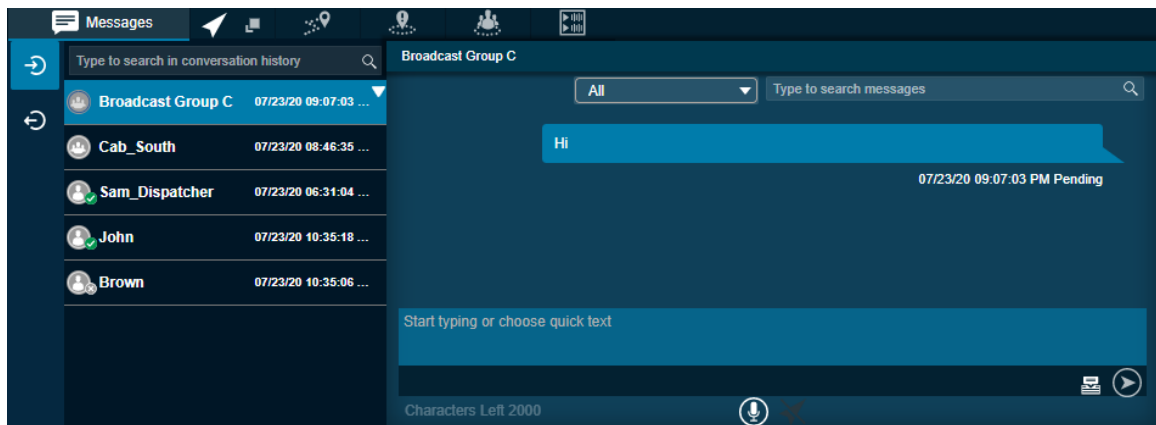 Messages
Type to search in conversation history
Broadcast Group C 07/23/20 09:07:03 ...
Cab_South 07/23/20 08:46:35 ...
Sam_Dispatcher 07/23/20 06:31:04 ...
John 07/23/20 10:35:18 ...
Brown 07/23/20 10:35:06 ...
Broadcast Group C
All Type to search messages
Hi
07/23/20 09:07:03 PM Pending
Start typing or choose quick text
Characters Left 2000